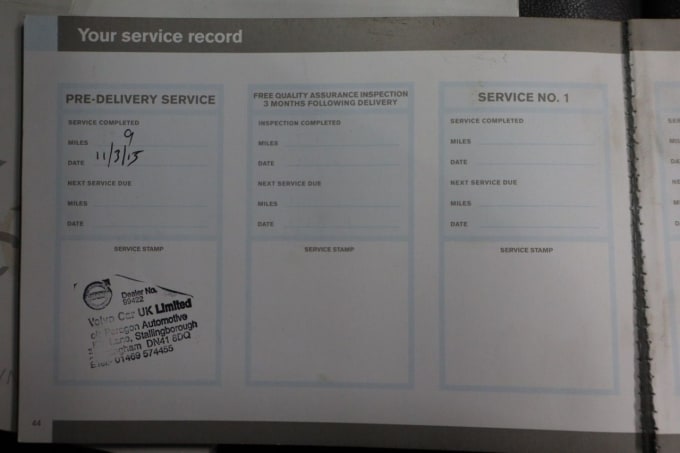 Your service record
PRE-DELIVERY SERVICE
SERVICE COMPLETED
MILES 9
DATE 11/3/15
NEXT SERVICE DUE
MILES
DATE
SERVICE STAMP
Dealer No.
99422
Volvo Car UK Limited
Paragon Automotive
Lane, Stallingborough
DN41 8DQ
01469 574455
FREE QUALITY ASSURANCE INSPECTION
3 MONTHS FOLLOWING DELIVERY
INSPECTION COMPLETED
MILES
DATE
NEXT SERVICE DUE
MILES
DATE
SERVICE STAMP
SERVICE NO. 1
SERVICE COMPLETED
MILES
DATE
NEXT SERVICE DUE
MILES
DATE
SERVICE STAMP
44